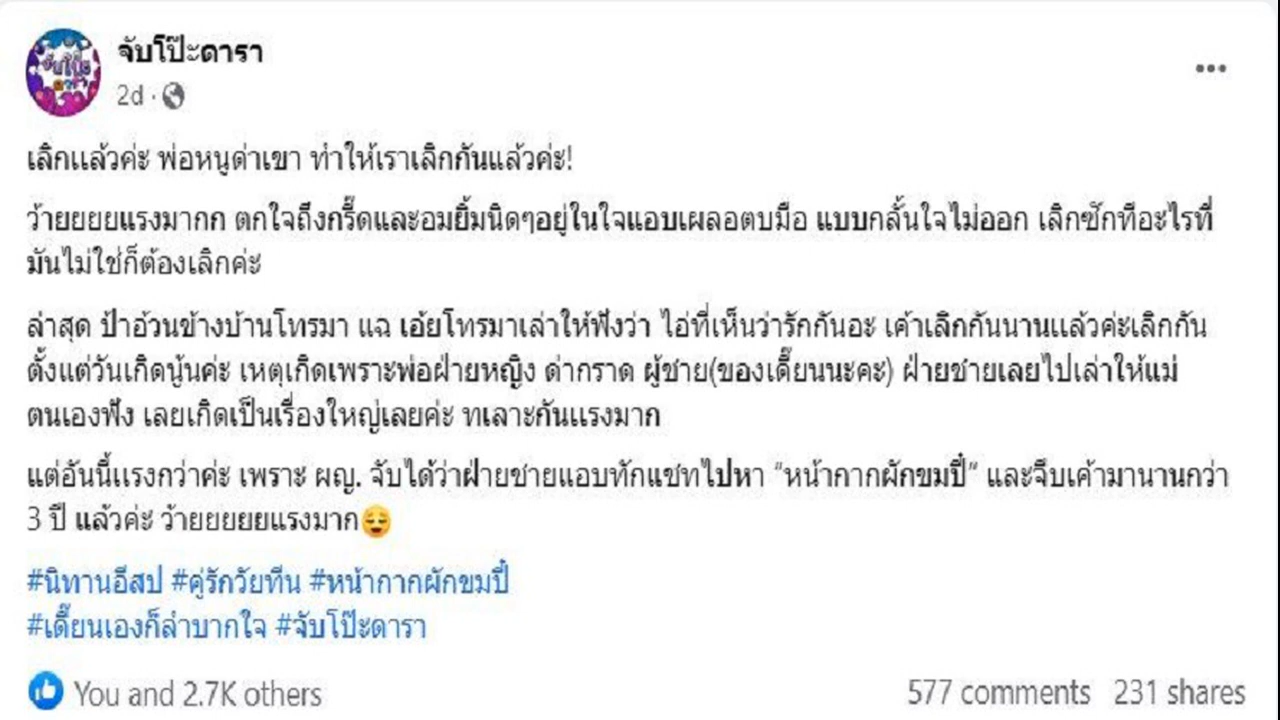 จับโป๊ะดารา
2d
เลิกแล้วค่ะ พ่อหนูด่าเขา ทำให้เราเลิกกันแล้วค่ะ!
ว้ายยยยแรงมากก ตกใจถึงกรี๊ดและอมยิ้มนิดๆอยู่ในใจแอบเผลอตบมือ แบบกลั้นใจไม่ออก เลิกซักทีอะไรที่
มันไม่ใช่ก็ต้องเลิกค่ะ
ล่าสุด ป้าอ้วนข้างบ้านโทรมา แฉ เอ้ยโทรมาเล่าให้ฟังว่า ไอ่ที่เห็นว่ารักกันอะ เค้าเลิกกันนานแล้วค่ะเลิกกัน
ตั้งแต่วันเกิดนู้นค่ะ เหตุเกิดเพราะพ่อฝ่ายหญิง ด่ากราด ผู้ชาย(ของเดี๊ยนนะคะ) ฝ่ายชายเลยไปเล่าให้แม่
ตนเองฟัง เลยเกิดเป็นเรื่องใหญ่เลยค่ะ ทเลาะกันแรงมาก
แต่อันนี้แรงกว่าค่ะ เพราะ ผญ. จับได้ว่าฝ่ายชายแอบทักแชทไปหา “หน้ากากผักขมปี๋” และจีบเค้ามานานกว่า
3 ปี แล้วค่ะ ว้ายยยยยแรงมาก😌
#นิทานอีสป #คู่รักวัยทีน #หน้ากากผักขมปี๋
#เดี๊ยนเองก็ลำบากใจ #จับโป๊ะดารา
You and 2.7K others 577 comments 231 shares